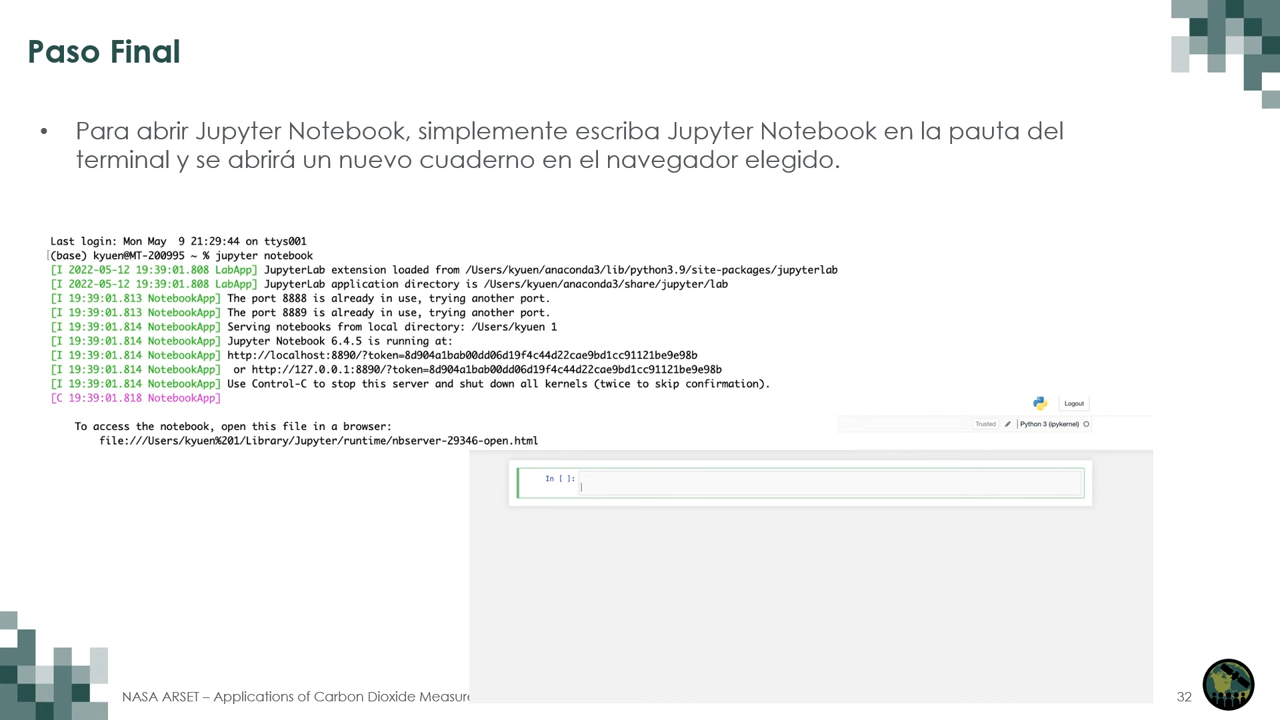 Paso Final
• Para abrir Jupyter Notebook, simplemente escriba Jupyter Notebook en la pauta del
terminal y se abrirá un nuevo cuaderno en el navegador elegido.
Last login: Mon May  9 21:29:44 on ttys001
[(base) kyuen@MT-200995 ~ % jupyter notebook
[I 2022-05-12 19:39:01.808 LabApp] JupyterLab extension loaded from /Users/kyuen/anaconda3/lib/python3.9/site-packages/jupyterlab
[I 2022-05-12 19:39:01.808 LabApp] JupyterLab application directory is /Users/kyuen/anaconda3/share/jupyter/lab
[I 19:39:01.813 NotebookApp] The port 8888 is already in use, trying another port.
[I 19:39:01.813 NotebookApp] The port 8889 is already in use, trying another port.
[I 19:39:01.814 NotebookApp] Serving notebooks from local directory: /Users/kyuen 1
[I 19:39:01.814 NotebookApp] Jupyter Notebook 6.4.5 is running at:
[I 19:39:01.814 NotebookApp] http://localhost:8890/?token=8d904a1bab00dd06d19f4c44d22cae9bd1cc91121be9e98b
[I 19:39:01.814 NotebookApp]  or http://127.0.0.1:8890/?token=8d904a1bab00dd06d19f4c44d22cae9bd1cc91121be9e98b
[I 19:39:01.814 NotebookApp] Use Control-C to stop this server and shut down all kernels (twice to skip confirmation).
[C 19:39:01.818 NotebookApp]
To access the notebook, open this file in a browser:
file:///Users/kyuen%201/Library/Jupyter/runtime/nbserver-29346-open.html
Logout
Trusted Python 3 (ipykernel)
In [ ]:
NASA ARSET – Applications of Carbon Dioxide Measure
32